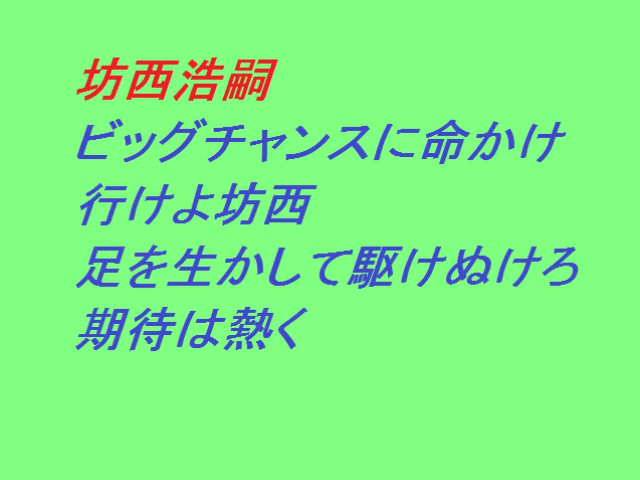 坊西浩嗣
ビッグチャンスに命かけ
行けよ坊西
足を生かして駆けぬけろ
期待は熱く